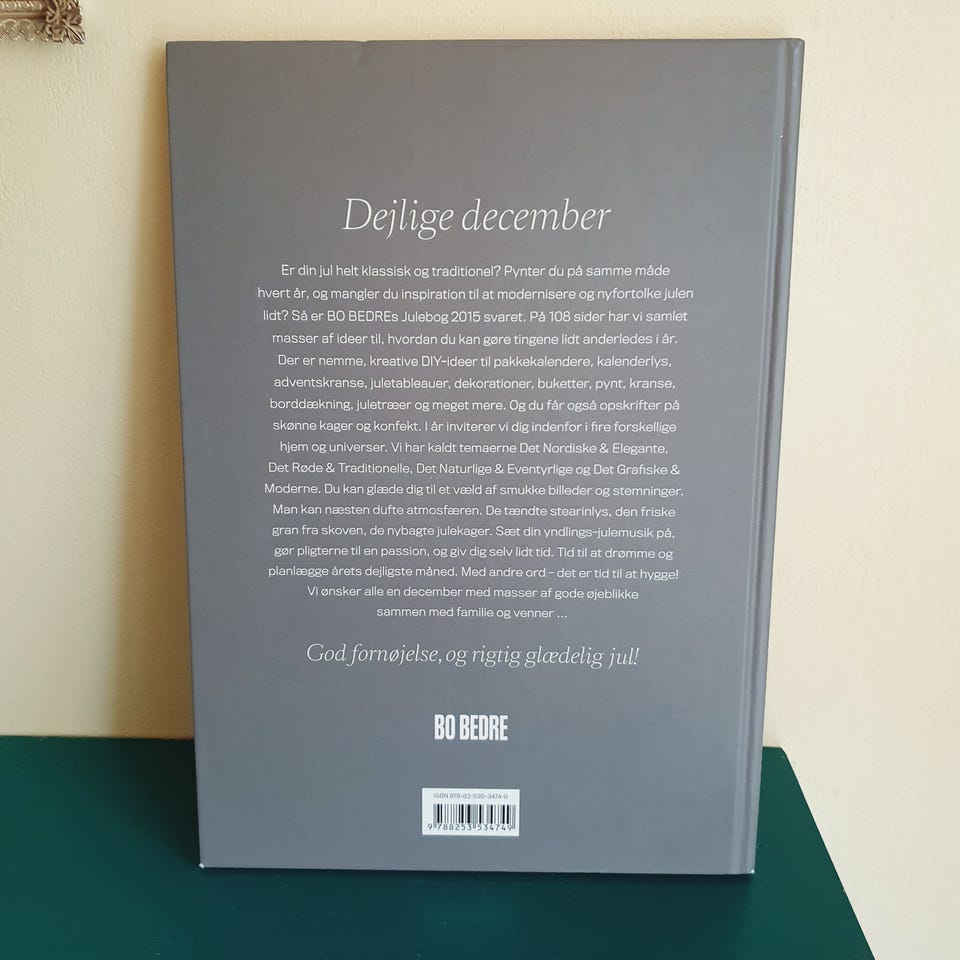 Dejlige december
Er din jul helt klassisk og traditionel? Pynter du på samme måde
hvert år, og mangler du inspiration til at modernisere og nyfortolke julen
lidt? Så er BO BEDREs Julebog 2015 svaret. På 108 sider har vi samlet
masser af ideer til, hvordan du kan gøre tingene lidt anderledes i år.
Der er nemme, kreative DIY-ideer til pakkekalendere, kalenderlys,
adventskranse, juletableauer, dekorationer, buketter, pynt, kranse,
borddækning, juletræer og meget mere. Og du får også opskrifter på
skønne kager og konfekt. I år inviterer vi dig indenfor i fire forskellige
hjem og universer. Vi har kaldt temaerne Det Nordiske & Elegante,
Det Røde & Traditionelle, Det Naturlige & Eventyrlige og Det Grafiske &
Moderne. Du kan glæde dig til et væld af smukke billeder og stemninger.
Man kan næsten dufte atmosfæren. De tændte stearinlys, den friske
gran fra skoven, de nybagte julekager. Sæt din yndlings-julemusik på,
gør pligterne til en passion, og giv dig selv lidt tid. Tid til at drømme og
planlægge årets dejligste måned. Med andre ord – det er tid til at hygge!
Vi ønsker alle en december med masser af gode øjeblikke
sammen med familie og venner ...
God fornøjelse, og rigtig glædelig jul!
BO BEDRE
ISBN 978-82-535-3474-9
9 788253 534749